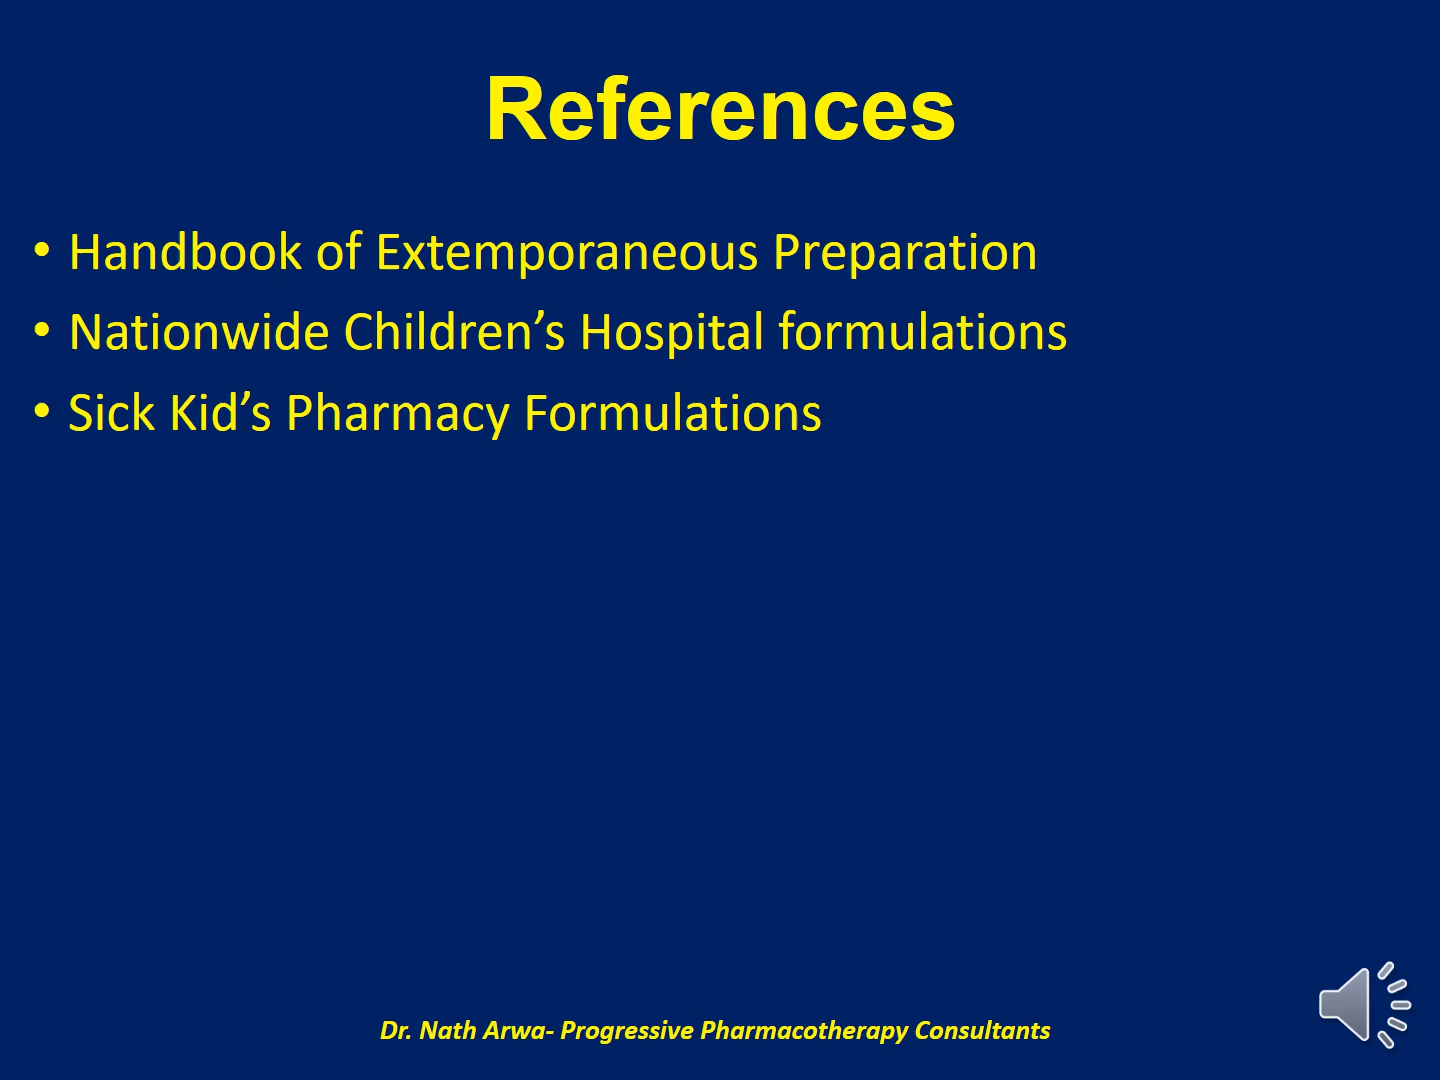 References
• Handbook of Extemporaneous Preparation
• Nationwide Children’s Hospital formulations
• Sick Kid’s Pharmacy Formulations
Dr. Nath Arwa- Progressive Pharmacotherapy Consultants